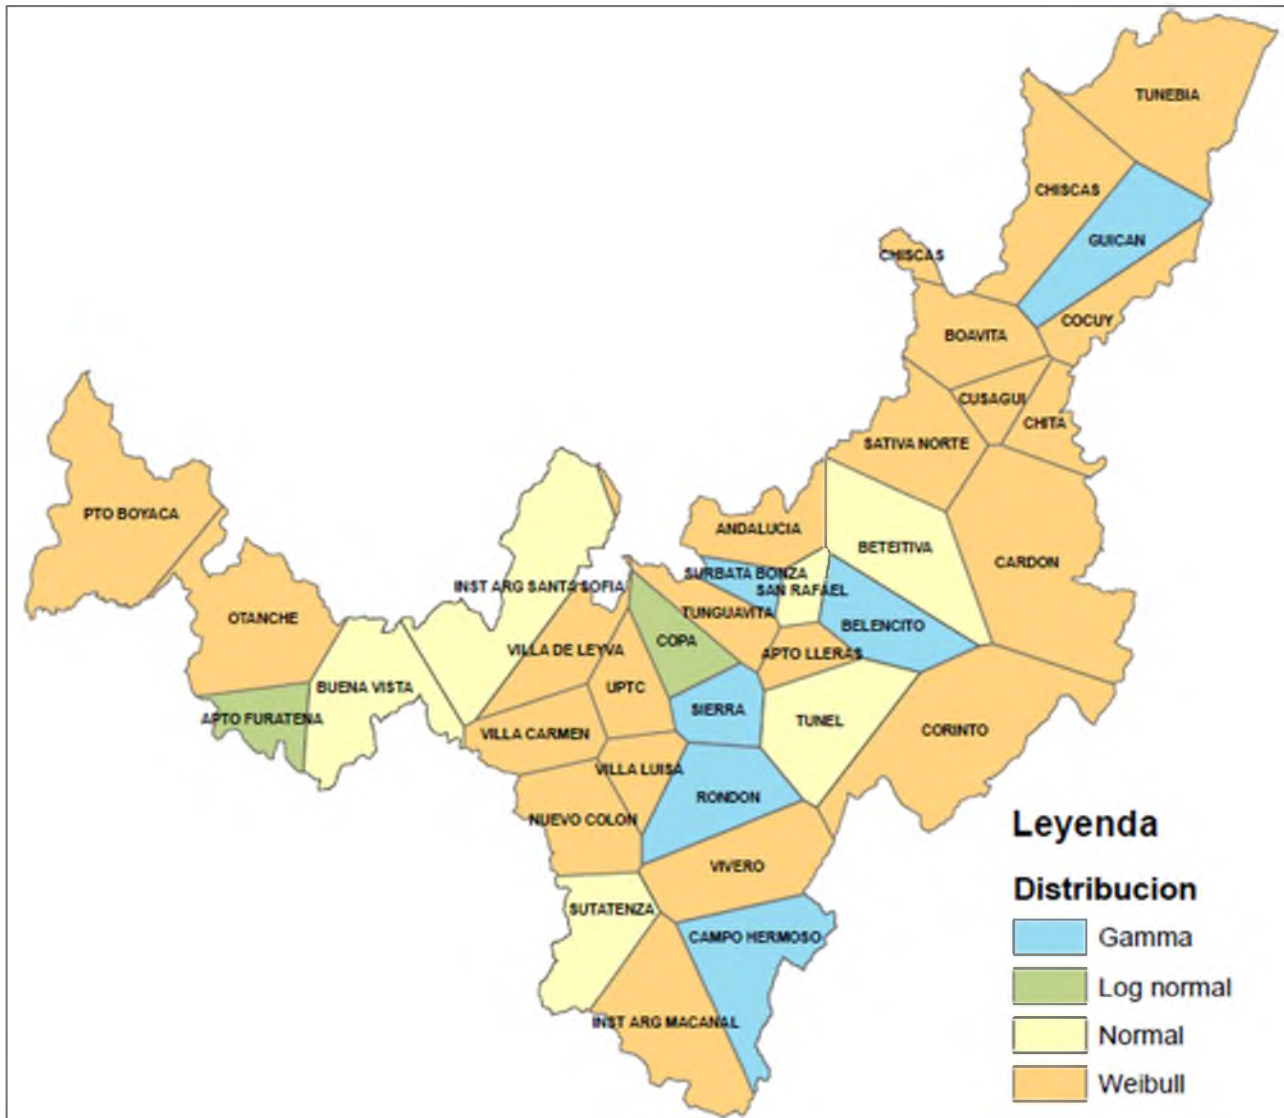 TUNEBIA
CHISCAS
GUICAN
CHISCAS
COCUY
BOAVITA
CUSAGUI
CHITA
SATIVA NORTE
PTO BOYACA
ANDALUCIA
BETEITIVA
CARDON
SURBATA BONZA
SAN RAFAEL
INST ARG SANTA SOFIA
TUNGUAVITA
OTANCHE
BELENCITO
COPA
VILLA DE LEYVA
APTO LLERAS
BUENA VISTA
UPTC
SIERRA
APTO FURATENA
TUNEL
VILLA CARMEN
CORINTO
VILLA LUISA
RONDON
NUEVO COLON
VIVERO
SUTATENZA
CAMPO HERMOSO
INST ARG MACANAL
Leyenda
Distribucion
Gamma
Log normal
Normal
Weibull